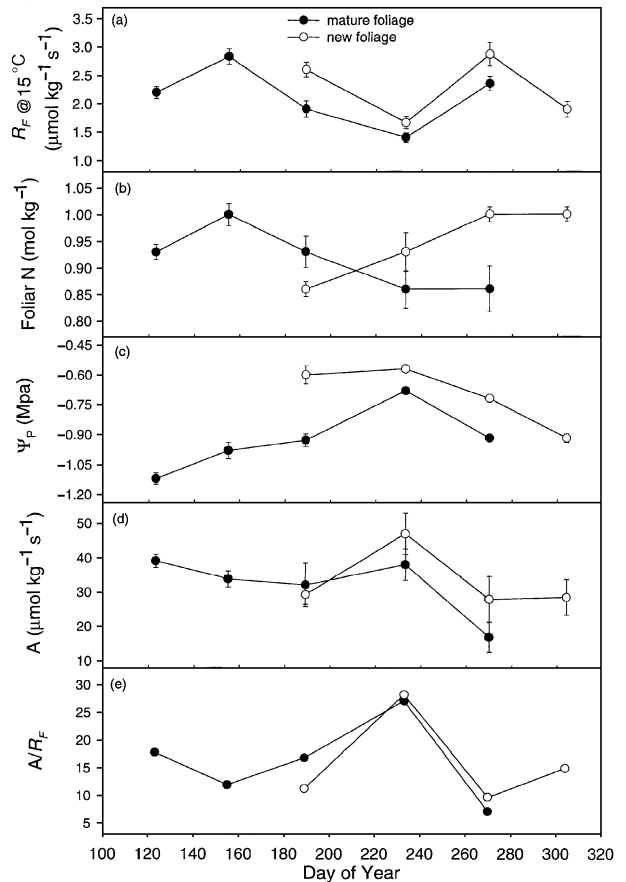 (a)
mature foliage
new foliage
3.5
3.0
2.5
2.0
1.5
1.0
R_F @ 15 °C
(μmol kg⁻¹ s⁻¹)
(b)
1.05
1.00
0.95
0.90
0.85
0.80
Foliar N (mol kg⁻¹)
(c)
−0.45
−0.60
−0.75
−0.90
−1.05
−1.20
Ψ_P (Mpa)
(d)
50
40
30
20
10
A (μmol kg⁻¹ s⁻¹)
(e)
30
25
20
15
10
5
A/R_F
100 120 140 160 180 200 220 240 260 280 300 320
Day of Year